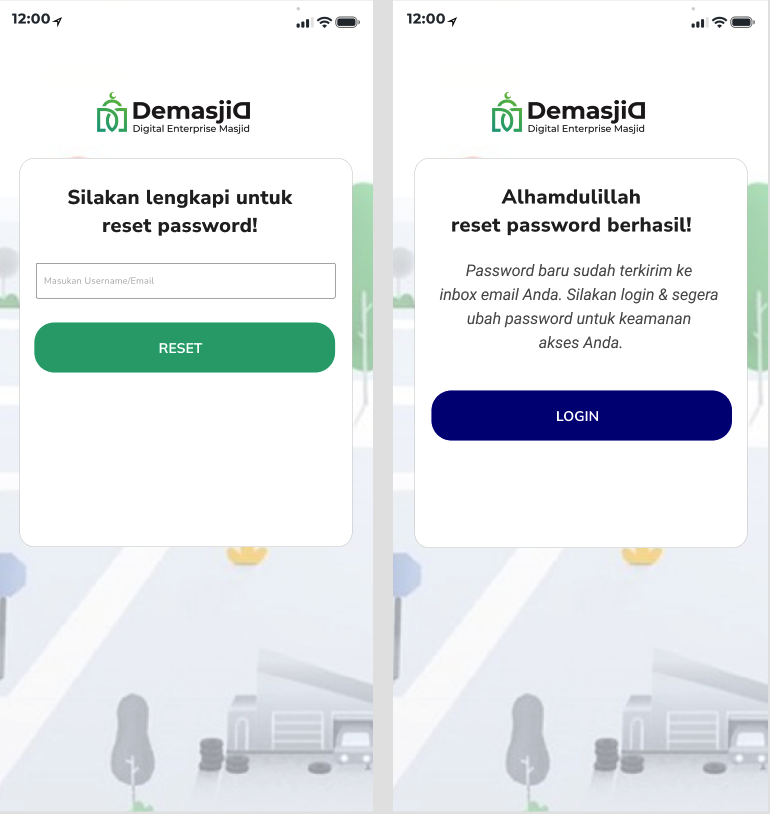 12:00
DemasjiD
Digital Enterprise Masjid
Silakan lengkapi untuk
reset password!
Masukan Username/Email
RESET
12:00
DemasjiD
Digital Enterprise Masjid
Alhamdulillah
reset password berhasil!
Password baru sudah terkirim ke
inbox email Anda. Silakan login & segera
ubah password untuk keamanan
akses Anda.
LOGIN